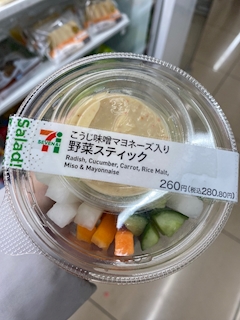 salad
7
ELEVEN
こうじ味噌マヨネーズ入り
野菜スティック
Radish, Cucumber, Carrot, Rice Malt,
Miso & Mayonnaise
260円(税込280.80円)